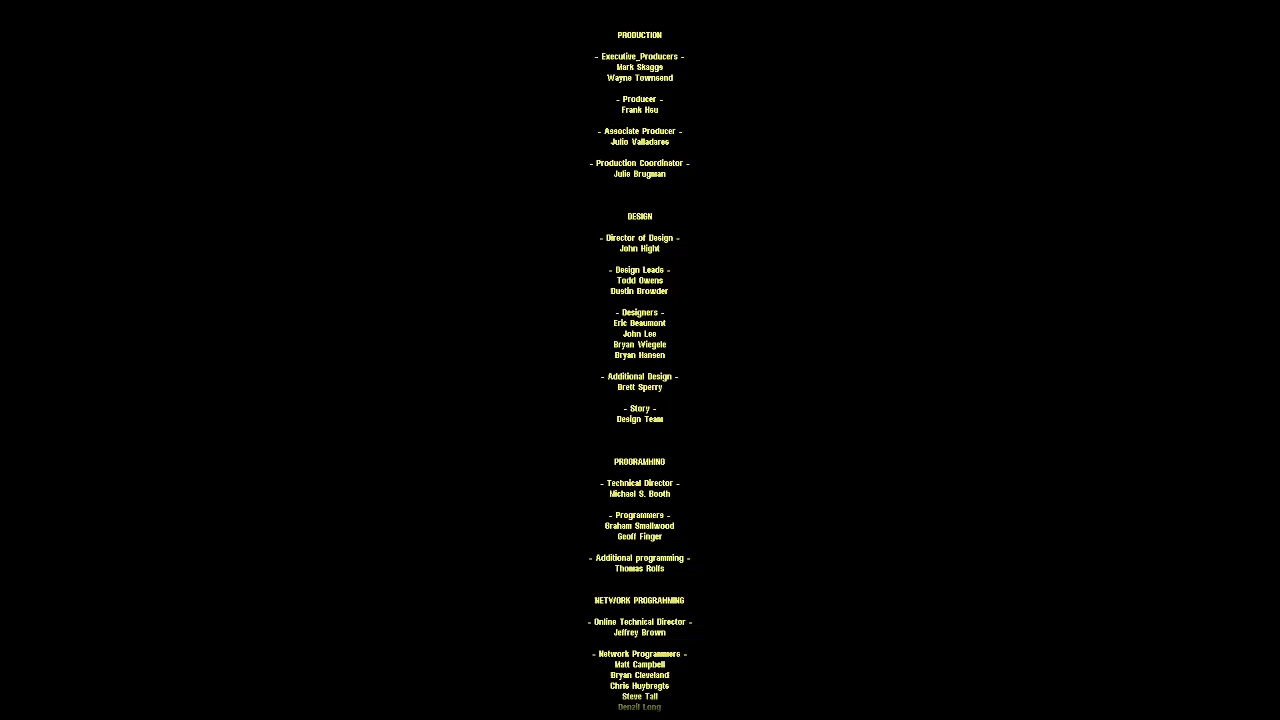 PRODUCTION
- Executive_Producers -
Mark Skaggs
Wayne Townsend
- Producer -
Frank Hsu
- Associate Producer -
Julio Valladares
- Production Coordinator -
Julie Brugman
DESIGN
- Director of Design -
John Hight
- Design Leads -
Todd Owens
Dustin Browder
- Designers -
Eric Beaumont
John Lee
Bryan Wiegele
Bryan Hansen
- Additional Design -
Brett Sperry
- Story -
Design Team
PROGRAMMING
- Technical Director -
Michael S. Booth
- Programmers -
Graham Smallwood
Geoff Finger
- Additional programming -
Thomas Rolfs
NETWORK PROGRAMMING
- Online Technical Director -
Jeffrey Brown
- Network Programmers -
Matt Campbell
Bryan Cleveland
Chris Huybregts
Steve Tall
Denzil Long